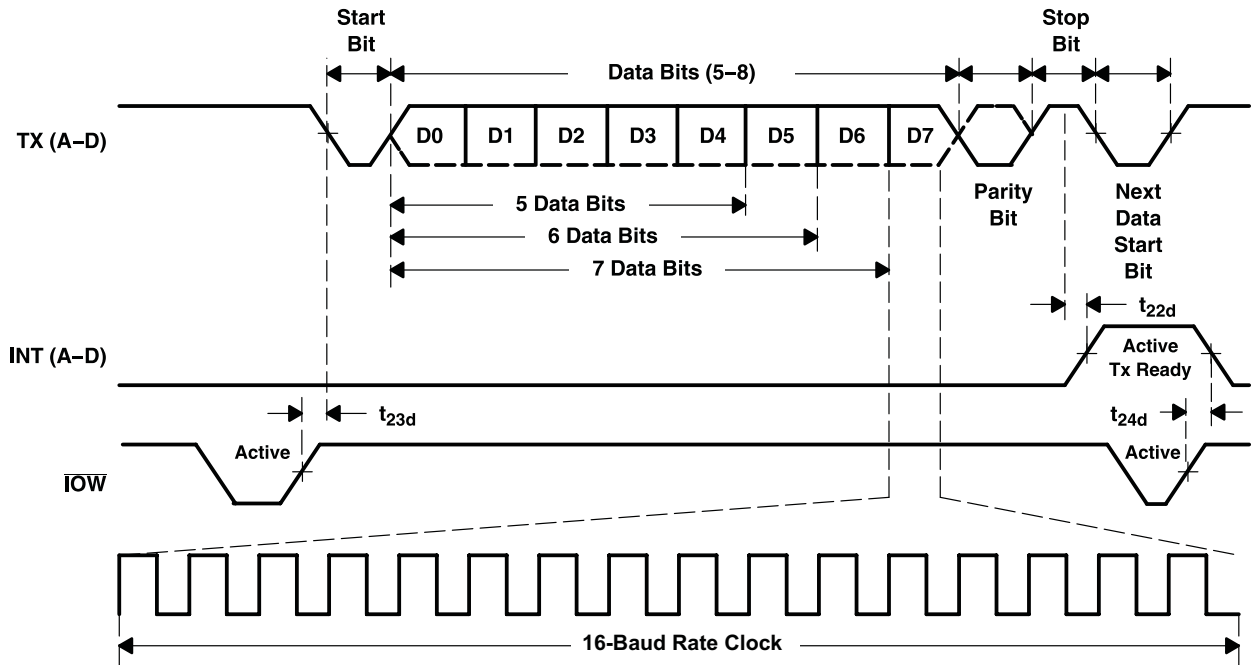 Start
Bit
Stop
Bit
Data Bits (5–8)
TX (A–D)
D0 D1 D2 D3 D4 D5 D6 D7
Parity
Bit
Next
Data
Start
Bit
5 Data Bits
6 Data Bits
7 Data Bits
t22d
INT (A–D)
Active
Tx Ready
t23d
t24d
IOW
Active
Active
16-Baud Rate Clock